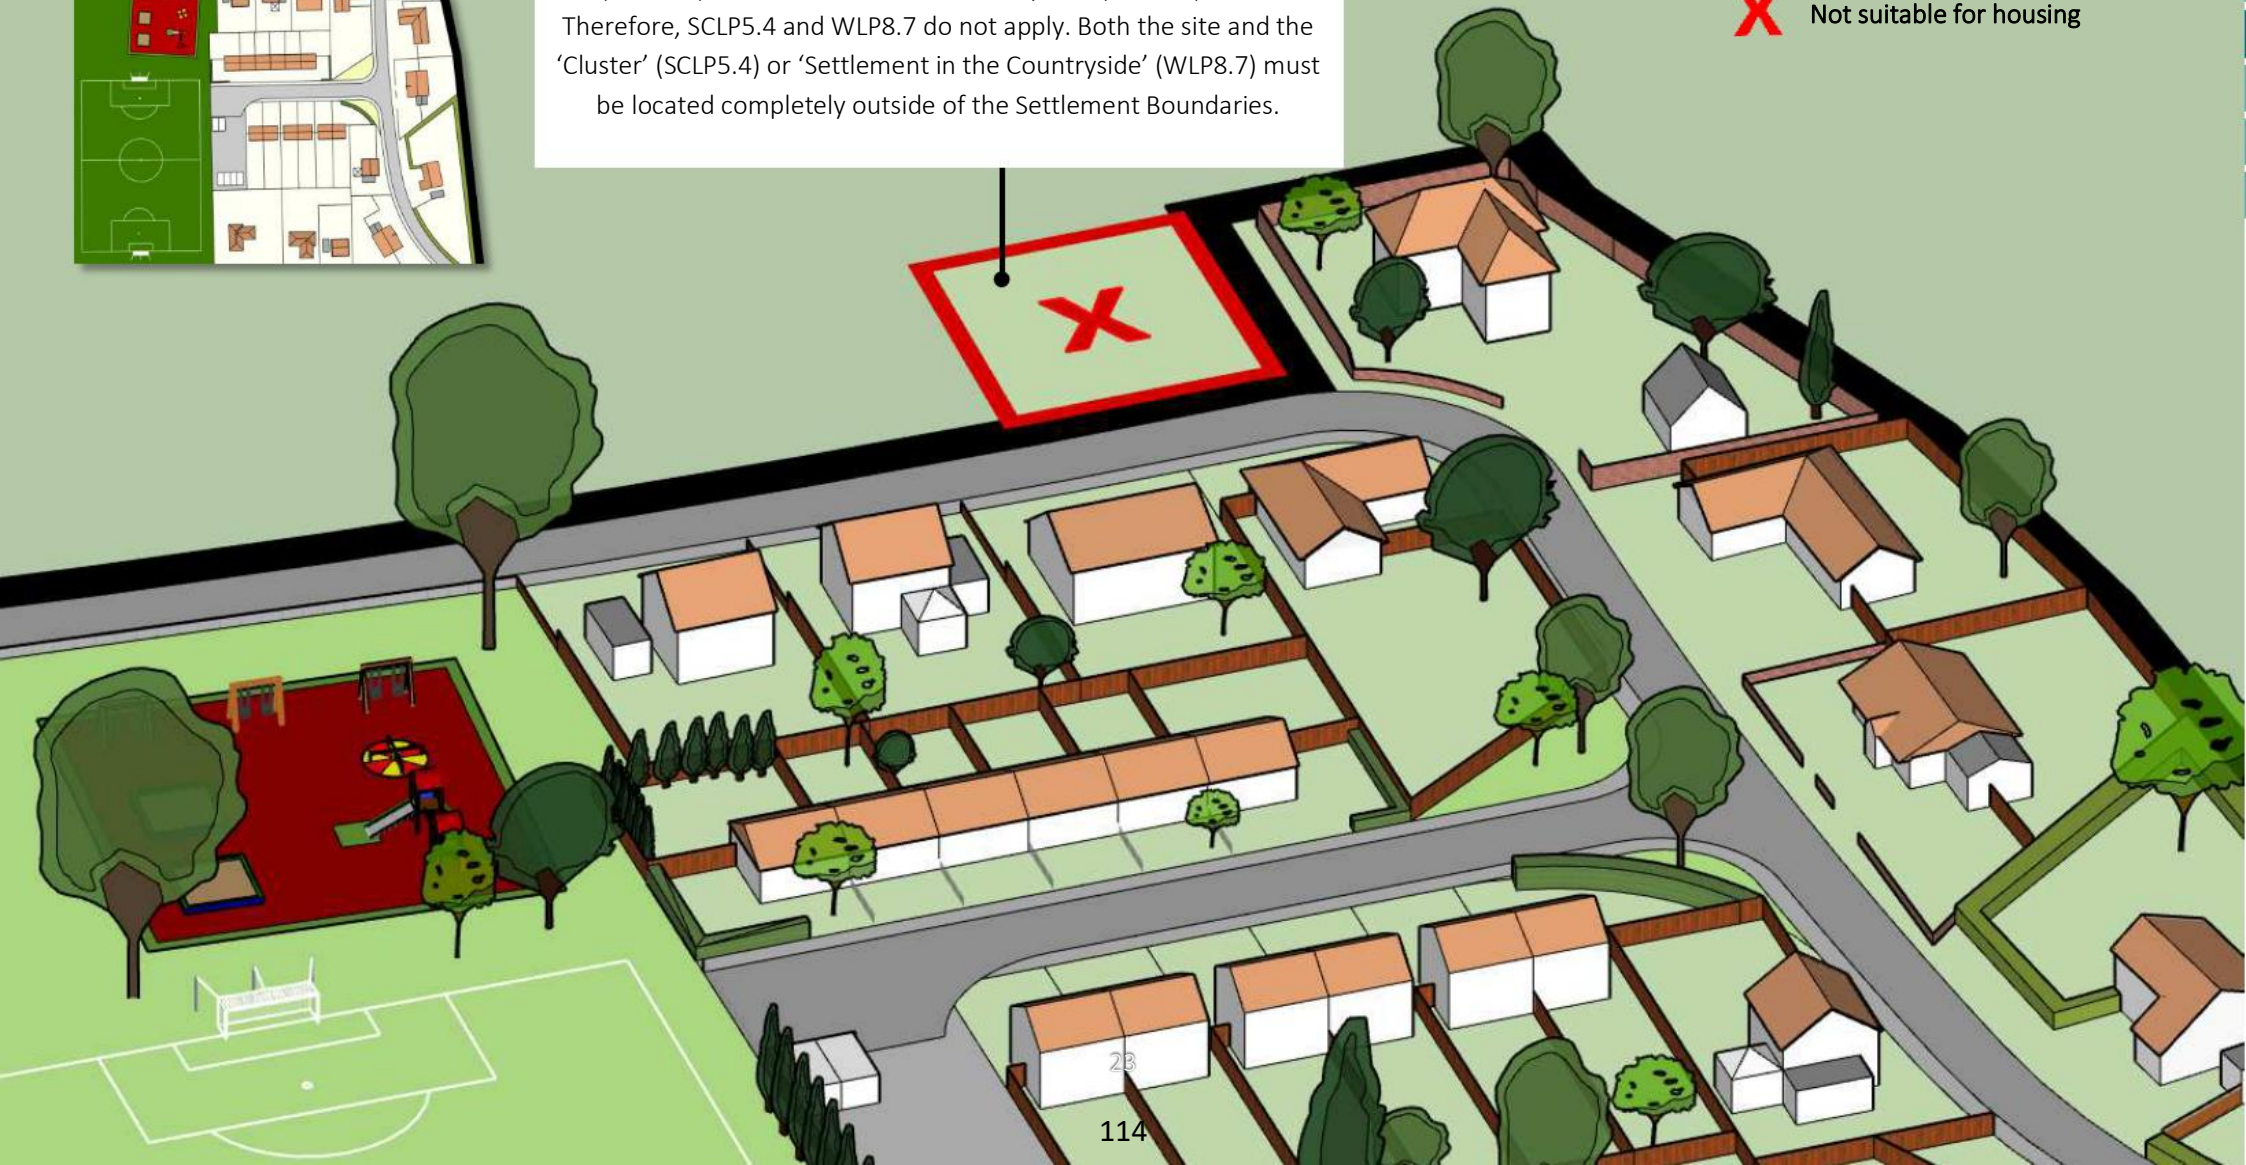 Therefore, SCLP5.4 and WLP8.7 do not apply. Both the site and the
‘Cluster’ (SCLP5.4) or ‘Settlement in the Countryside’ (WLP8.7) must
be located completely outside of the Settlement Boundaries.
X Not suitable for housing
X
23
114